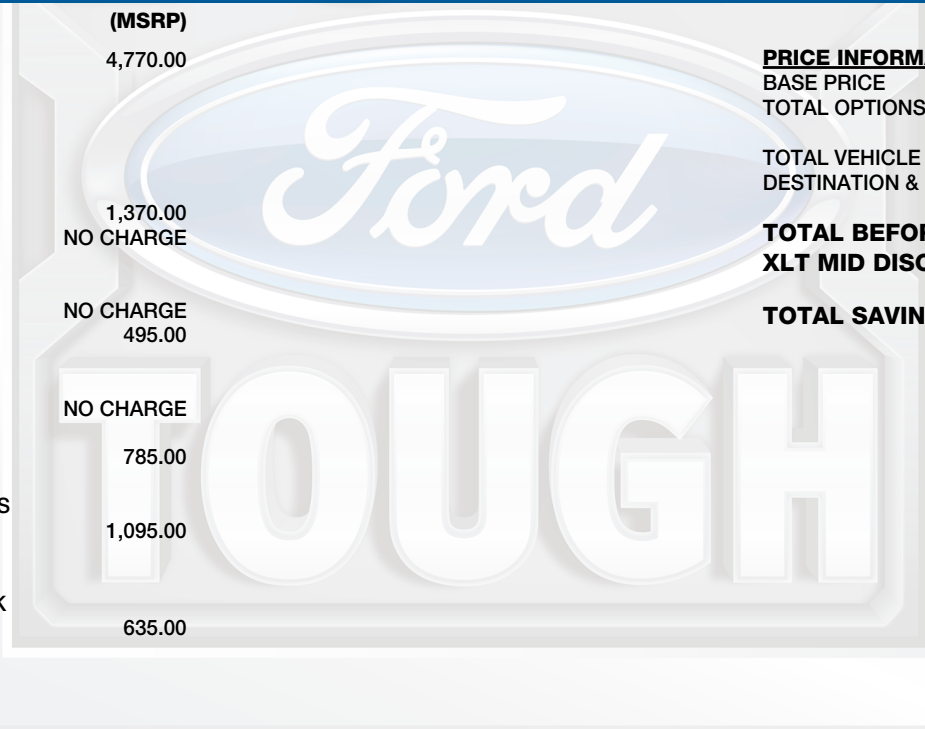 (MSRP)
4,770.00
1,370.00
NO CHARGE
NO CHARGE
495.00
NO CHARGE
785.00
S
1,095.00
K
635.00
PRICE INFORMA
BASE PRICE
TOTAL OPTIONS
TOTAL VEHICLE
DESTINATION &
TOTAL BEFOR
XLT MID DISC
TOTAL SAVIN
Ford
TOUGH